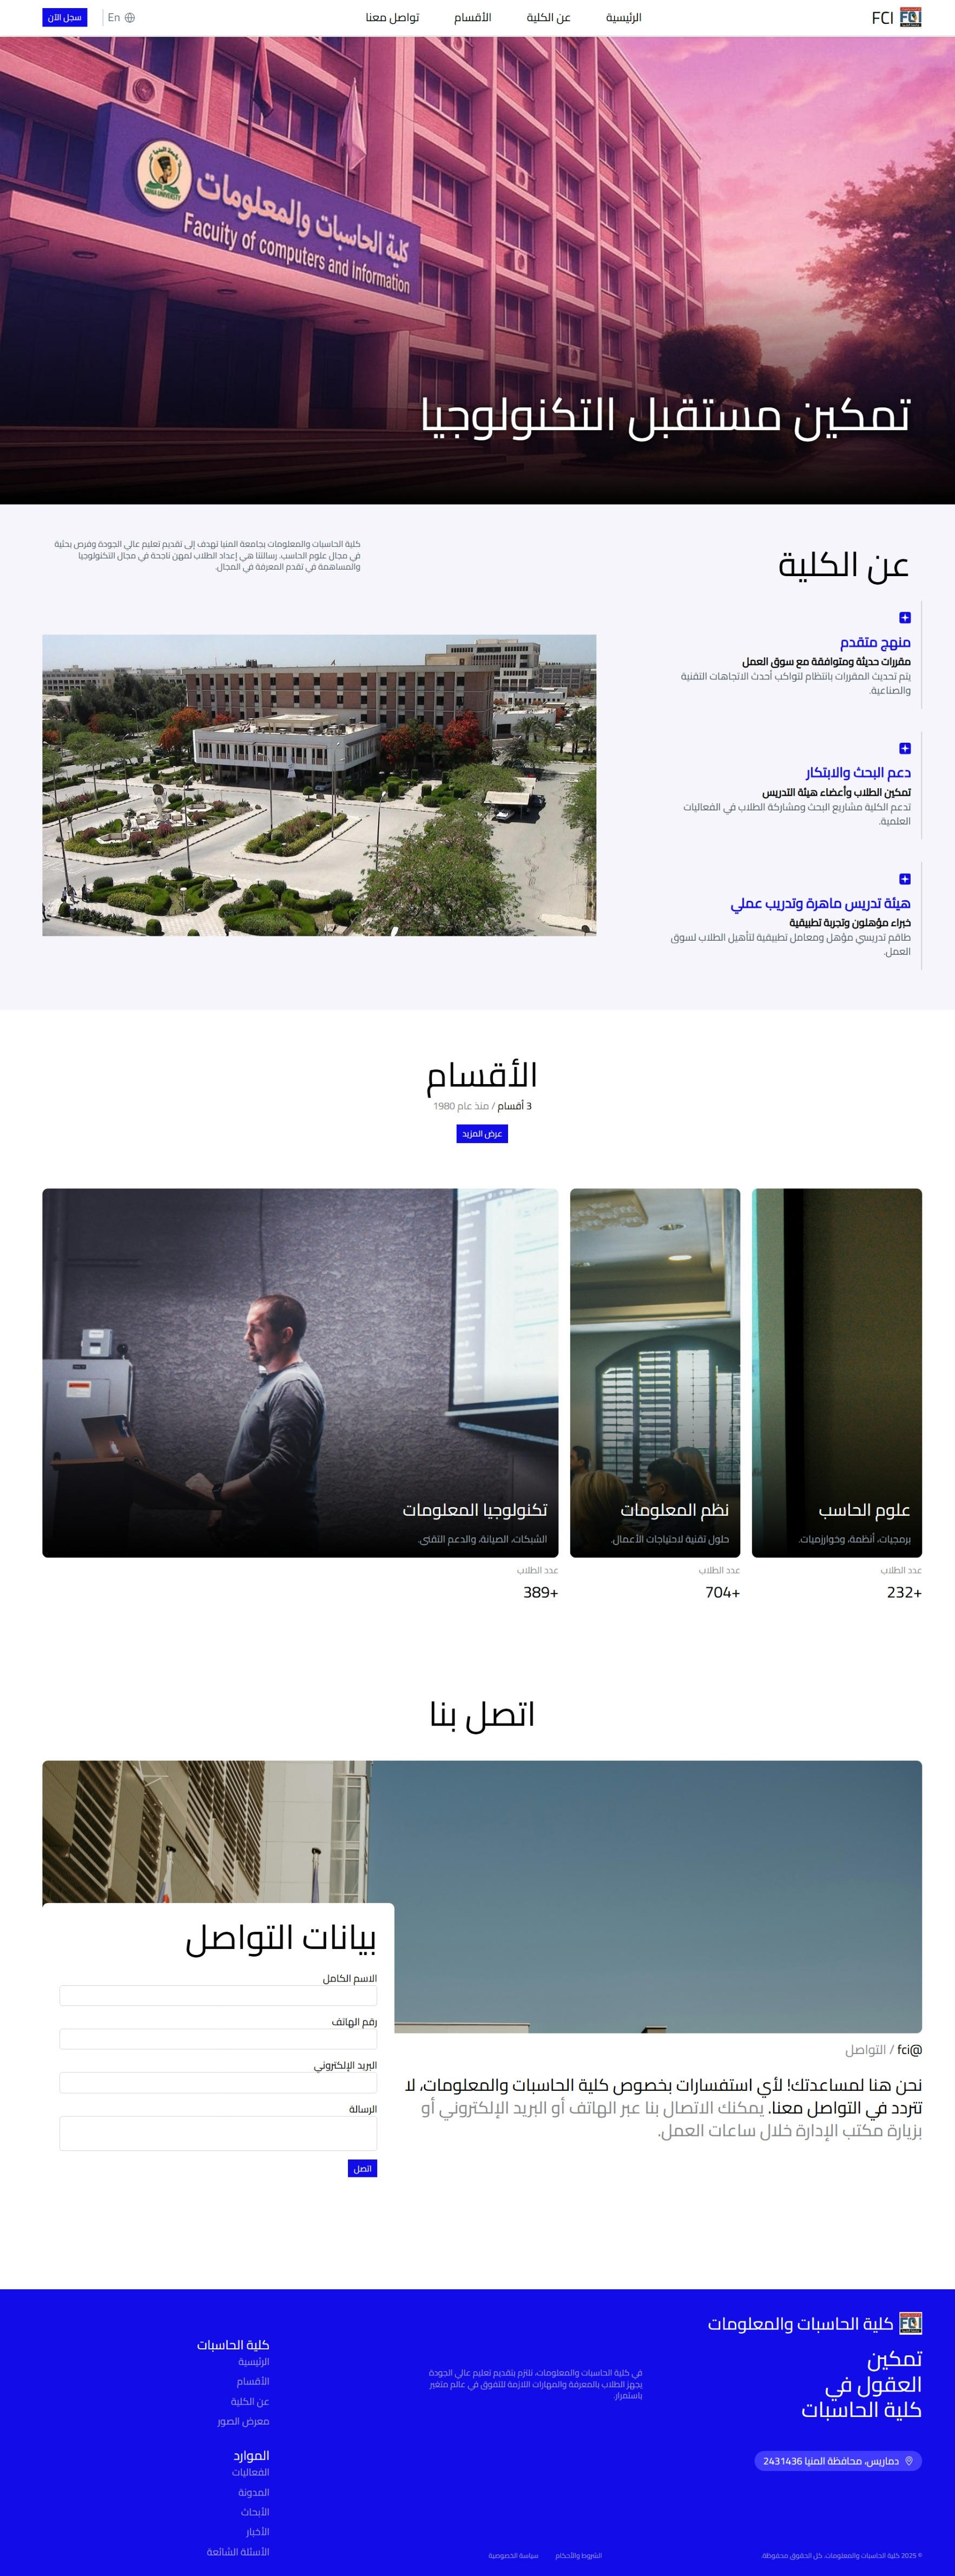 FCI
الرئيسية
عن الكلية
الأقسام
تواصل معنا
En
سجل الآن
كلية الحاسبات والمعلومات
Faculty of computers and Information
تمكين مستقبل التكنولوجيا
عن الكلية
كلية الحاسبات والمعلومات بجامعة المنيا تهدف إلى تقديم تعليم عالي الجودة وفرص بحثية
في مجال علوم الحاسب. رسالتنا هي إعداد الطلاب لمهن ناجحة في مجال التكنولوجيا
والمساهمة في تقدم المعرفة في المجال.
منهج متقدم
مقررات حديثة ومتوافقة مع سوق العمل
يتم تحديث المقررات بانتظام لتواكب أحدث الاتجاهات التقنية
والصناعية.
دعم البحث والابتكار
تمكين الطلاب وأعضاء هيئة التدريس
تدعم الكلية مشاريع البحث ومشاركة الطلاب في الفعاليات
العلمية.
هيئة تدريس ماهرة وتدريب عملي
خبراء مؤهلون وتجربة تطبيقية
طاقم تدريسي مؤهل ومعامل تطبيقية لتأهيل الطلاب لسوق
العمل.
الأقسام
3 أقسام / منذ عام 1980
عرض المزيد
علوم الحاسب
برمجيات، أنظمة، وخوارزميات.
عدد الطلاب
232+
نظم المعلومات
حلول تقنية لاحتياجات الأعمال.
عدد الطلاب
704+
تكنولوجيا المعلومات
الشبكات، الصيانة، والدعم التقني.
عدد الطلاب
389+
اتصل بنا
بيانات التواصل
الاسم الكامل
رقم الهاتف
البريد الإلكتروني
الرسالة
اتصل
@fci / التواصل
نحن هنا لمساعدتك! لأي استفسارات بخصوص كلية الحاسبات والمعلومات، لا
تتردد في التواصل معنا. يمكنك الاتصال بنا عبر الهاتف أو البريد الإلكتروني أو
بزيارة مكتب الإدارة خلال ساعات العمل.
كلية الحاسبات والمعلومات
تمكين
العقول في
كلية الحاسبات
دماريس، محافظة المنيا 2431436
في كلية الحاسبات والمعلومات، نلتزم بتقديم تعليم عالي الجودة
يجهز الطلاب بالمعرفة والمهارات اللازمة للتفوق في عالم متغير
باستمرار.
كلية الحاسبات
الرئيسية
الأقسام
عن الكلية
معرض الصور
الموارد
الفعاليات
المدونة
الأبحاث
الأخبار
الأسئلة الشائعة
© 2025 كلية الحاسبات والمعلومات. كل الحقوق محفوظة.
الشروط والأحكام
سياسة الخصوصية